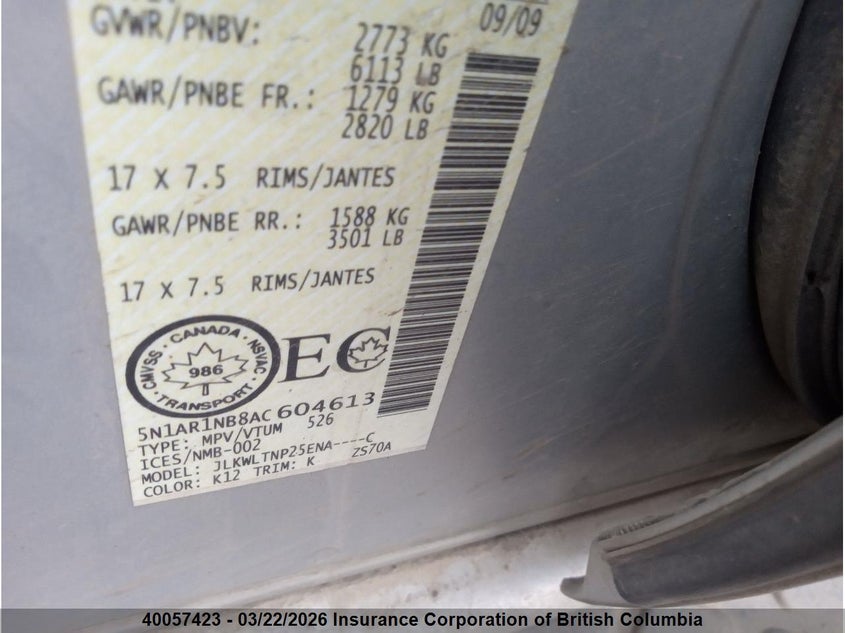 09/09
GVWR/PNBV: 2773 KG
6113 LB
GAWR/PNBE FR.: 1279 KG
2820 LB
17 X 7.5 RIMS/JANTES
GAWR/PNBE RR.: 1588 KG
3501 LB
17 X 7.5 RIMS/JANTES
CANADA · NSVAC · TRANSPORT · CMVSS
986
EC
5N1AR1NB8AC604613
TYPE: MPV/VTUM 526
ICES/NMB-002
MODEL: JLKWLTNP25ENA----C
COLOR: K12 TRIM: K ZS70A
40057423 - 03/22/2026 Insurance Corporation of British Columbia